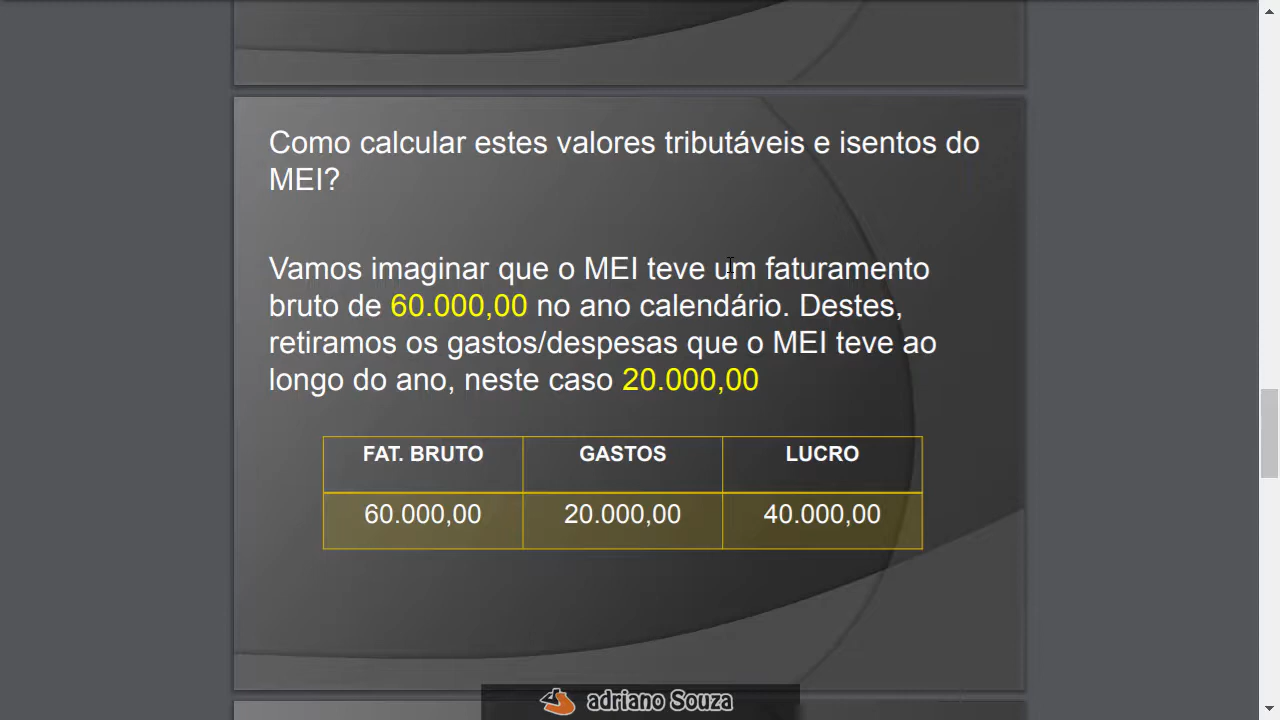 Como calcular estes valores tributáveis e isentos do
MEI?
Vamos imaginar que o MEI teve um faturamento
bruto de 60.000,00 no ano calendário. Destes,
retiramos os gastos/despesas que o MEI teve ao
longo do ano, neste caso 20.000,00
FAT. BRUTO GASTOS LUCRO
60.000,00 20.000,00 40.000,00
adriano Souza